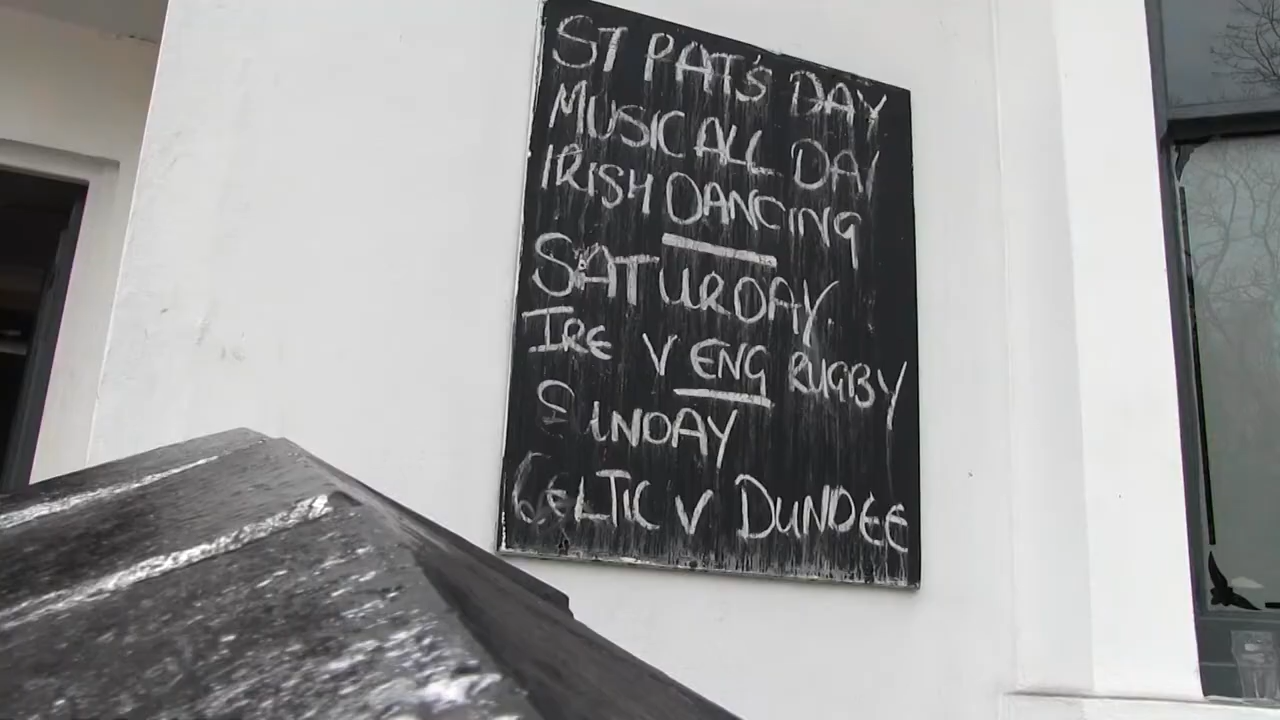 ST PAT'S DAY
MUSIC ALL DAY
IRISH DANCING
SATURDAY.
IRE V ENG RUGBY
SUNDAY
CELTIC V DUNDEE